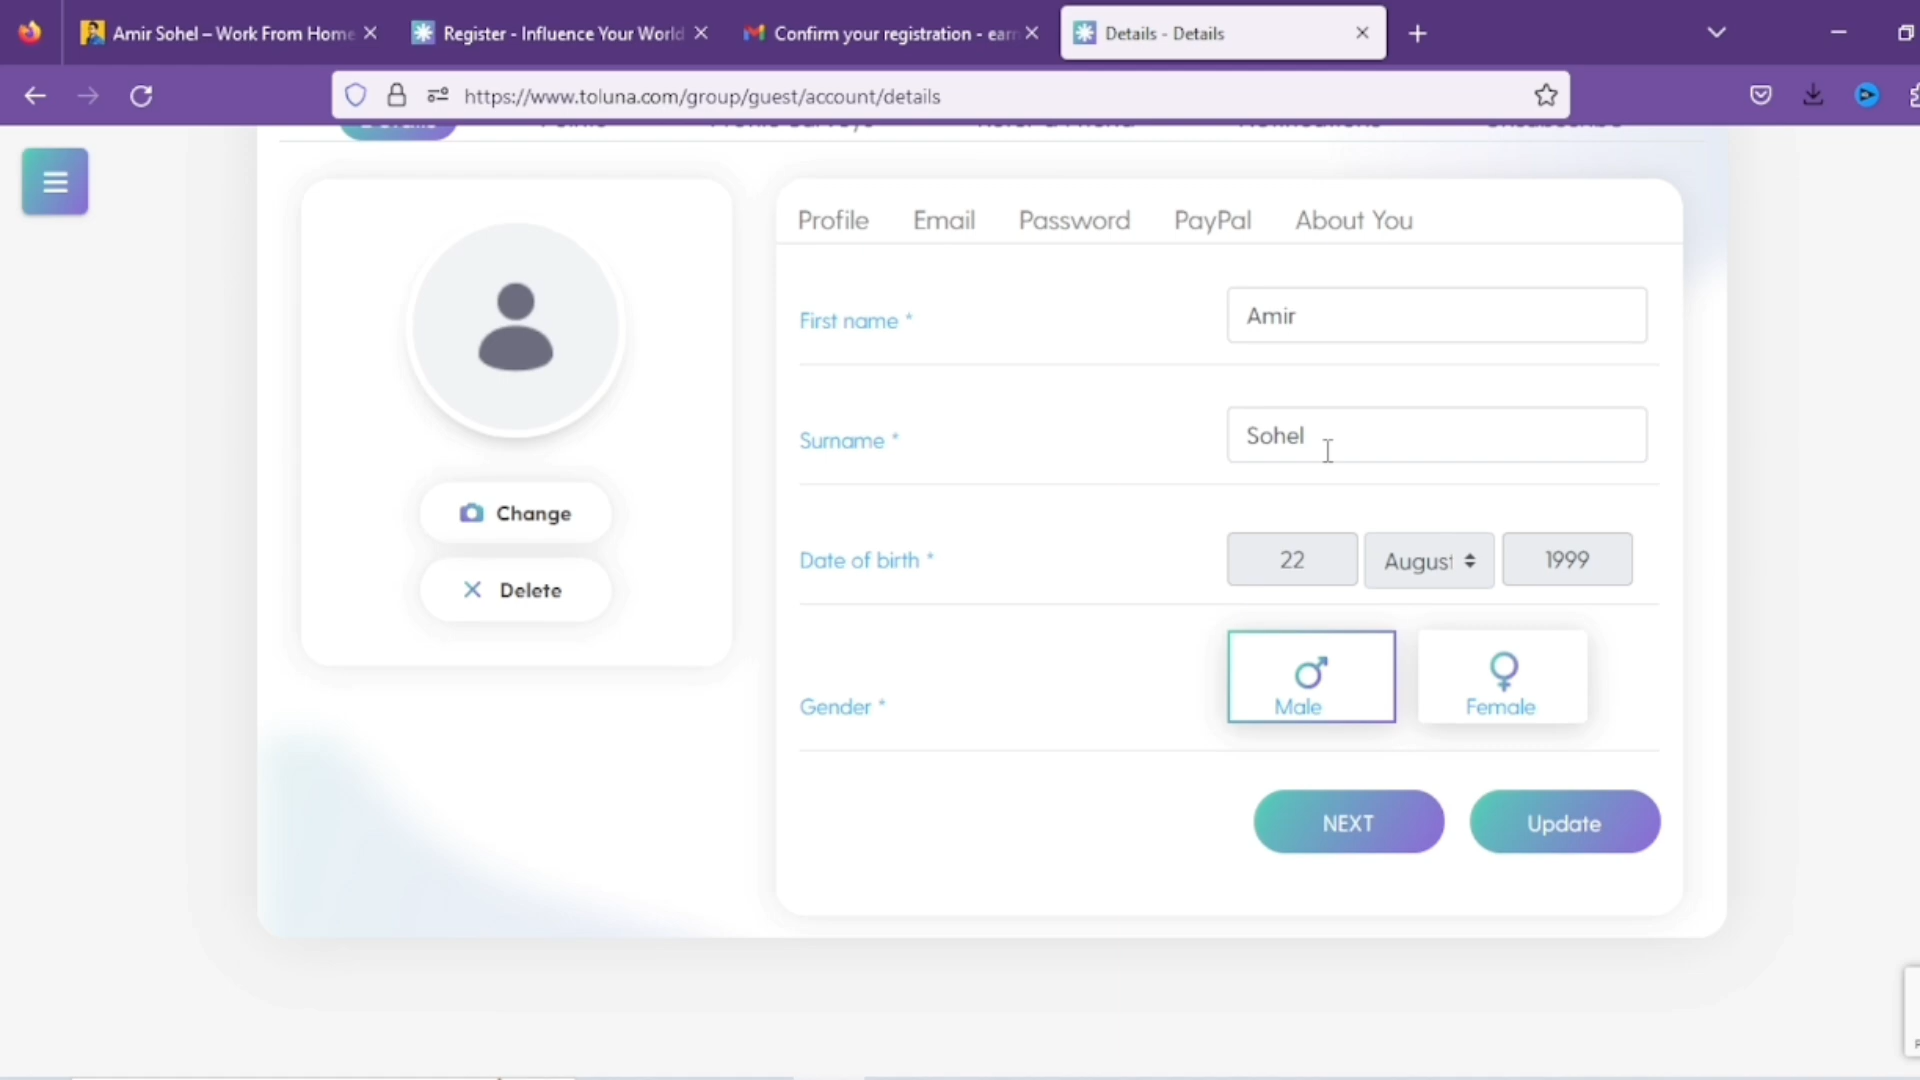 Amir Sohel – Work From Home
Register - Influence Your World
Confirm your registration - earn
Details - Details
https://www.toluna.com/group/guest/account/details
Profile Email Password PayPal About You
First name * Amir
Surname * Sohel
Date of birth * 22 August 1999
Change
Delete
Gender * Male Female
NEXT Update